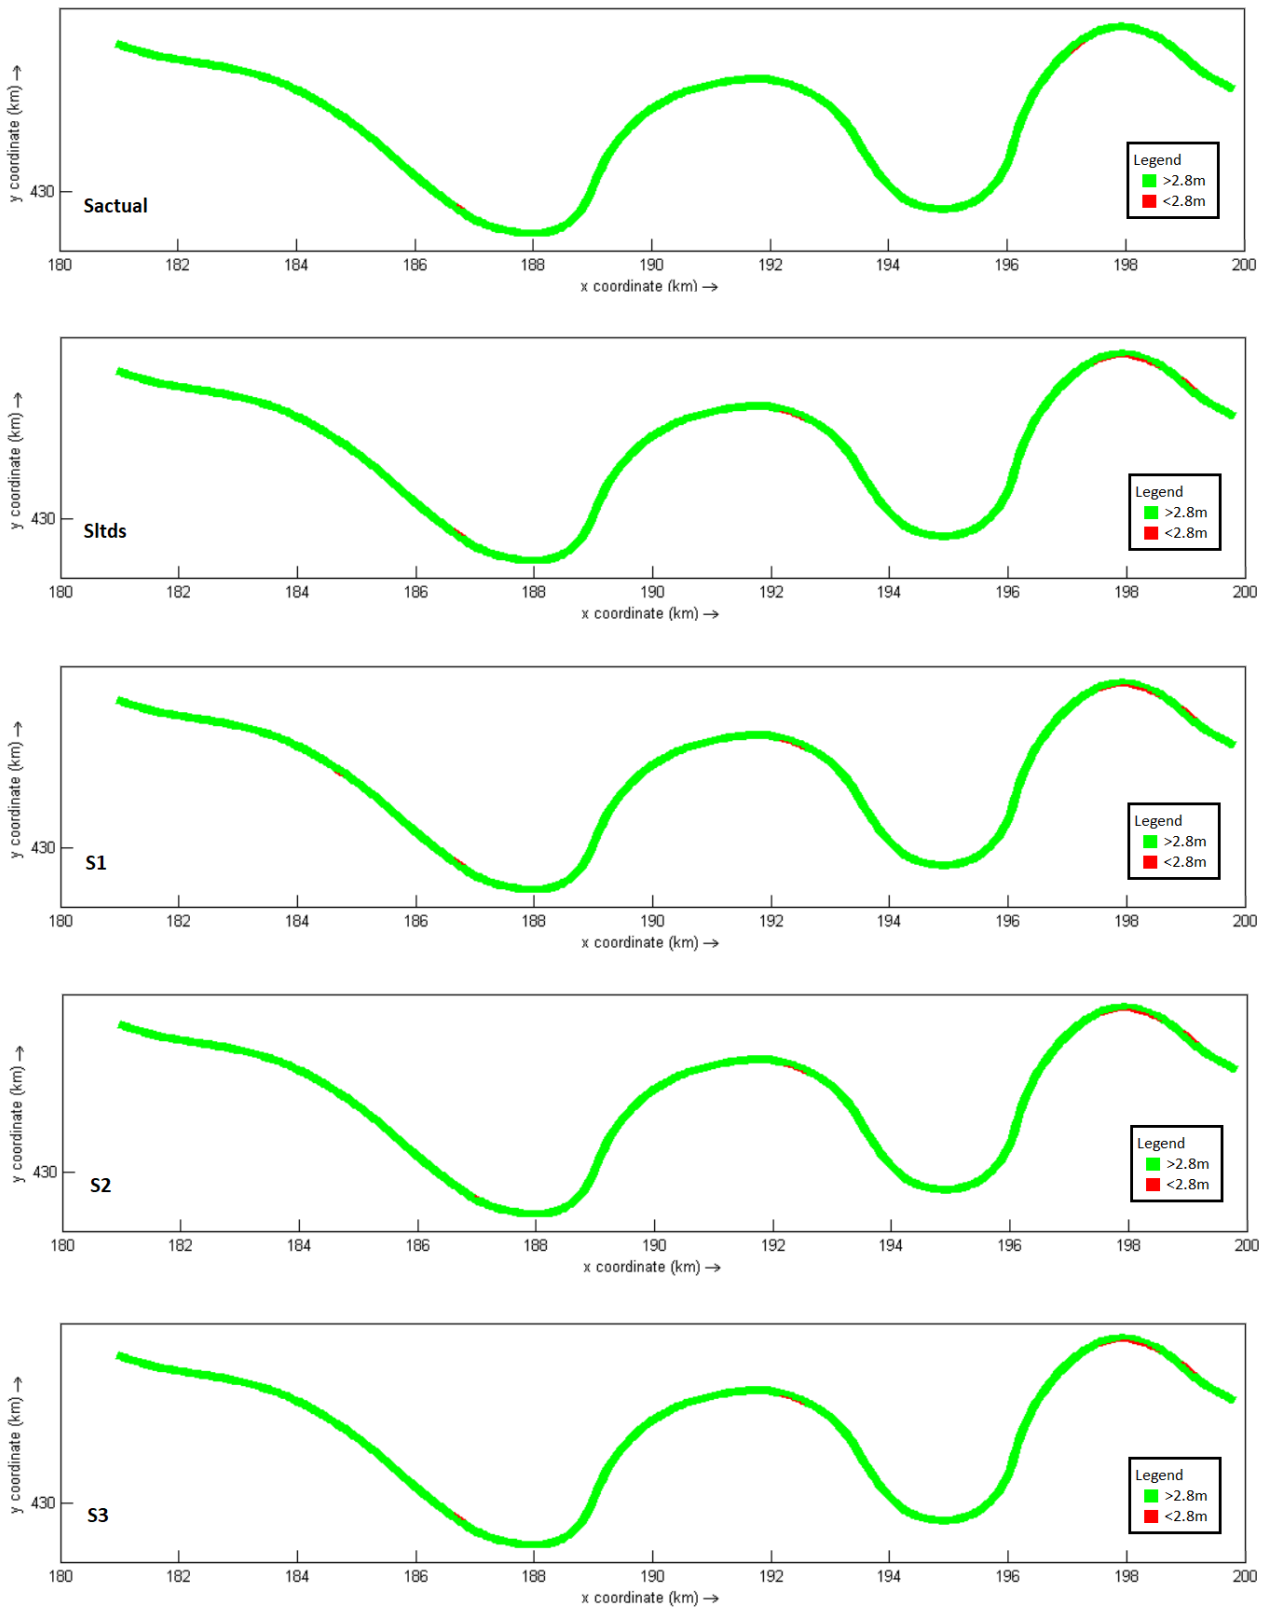 y coordinate (km) →
430
Sactual
Legend
>2.8m
<2.8m
180 182 184 186 188 190 192 194 196 198 200
x coordinate (km) →
y coordinate (km) →
430
Sltds
Legend
>2.8m
<2.8m
180 182 184 186 188 190 192 194 196 198 200
x coordinate (km) →
y coordinate (km) →
430
S1
Legend
>2.8m
<2.8m
180 182 184 186 188 190 192 194 196 198 200
x coordinate (km) →
y coordinate (km) →
430
S2
Legend
>2.8m
<2.8m
180 182 184 186 188 190 192 194 196 198 200
x coordinate (km) →
y coordinate (km) →
430
S3
Legend
>2.8m
<2.8m
180 182 184 186 188 190 192 194 196 198 200
x coordinate (km) →